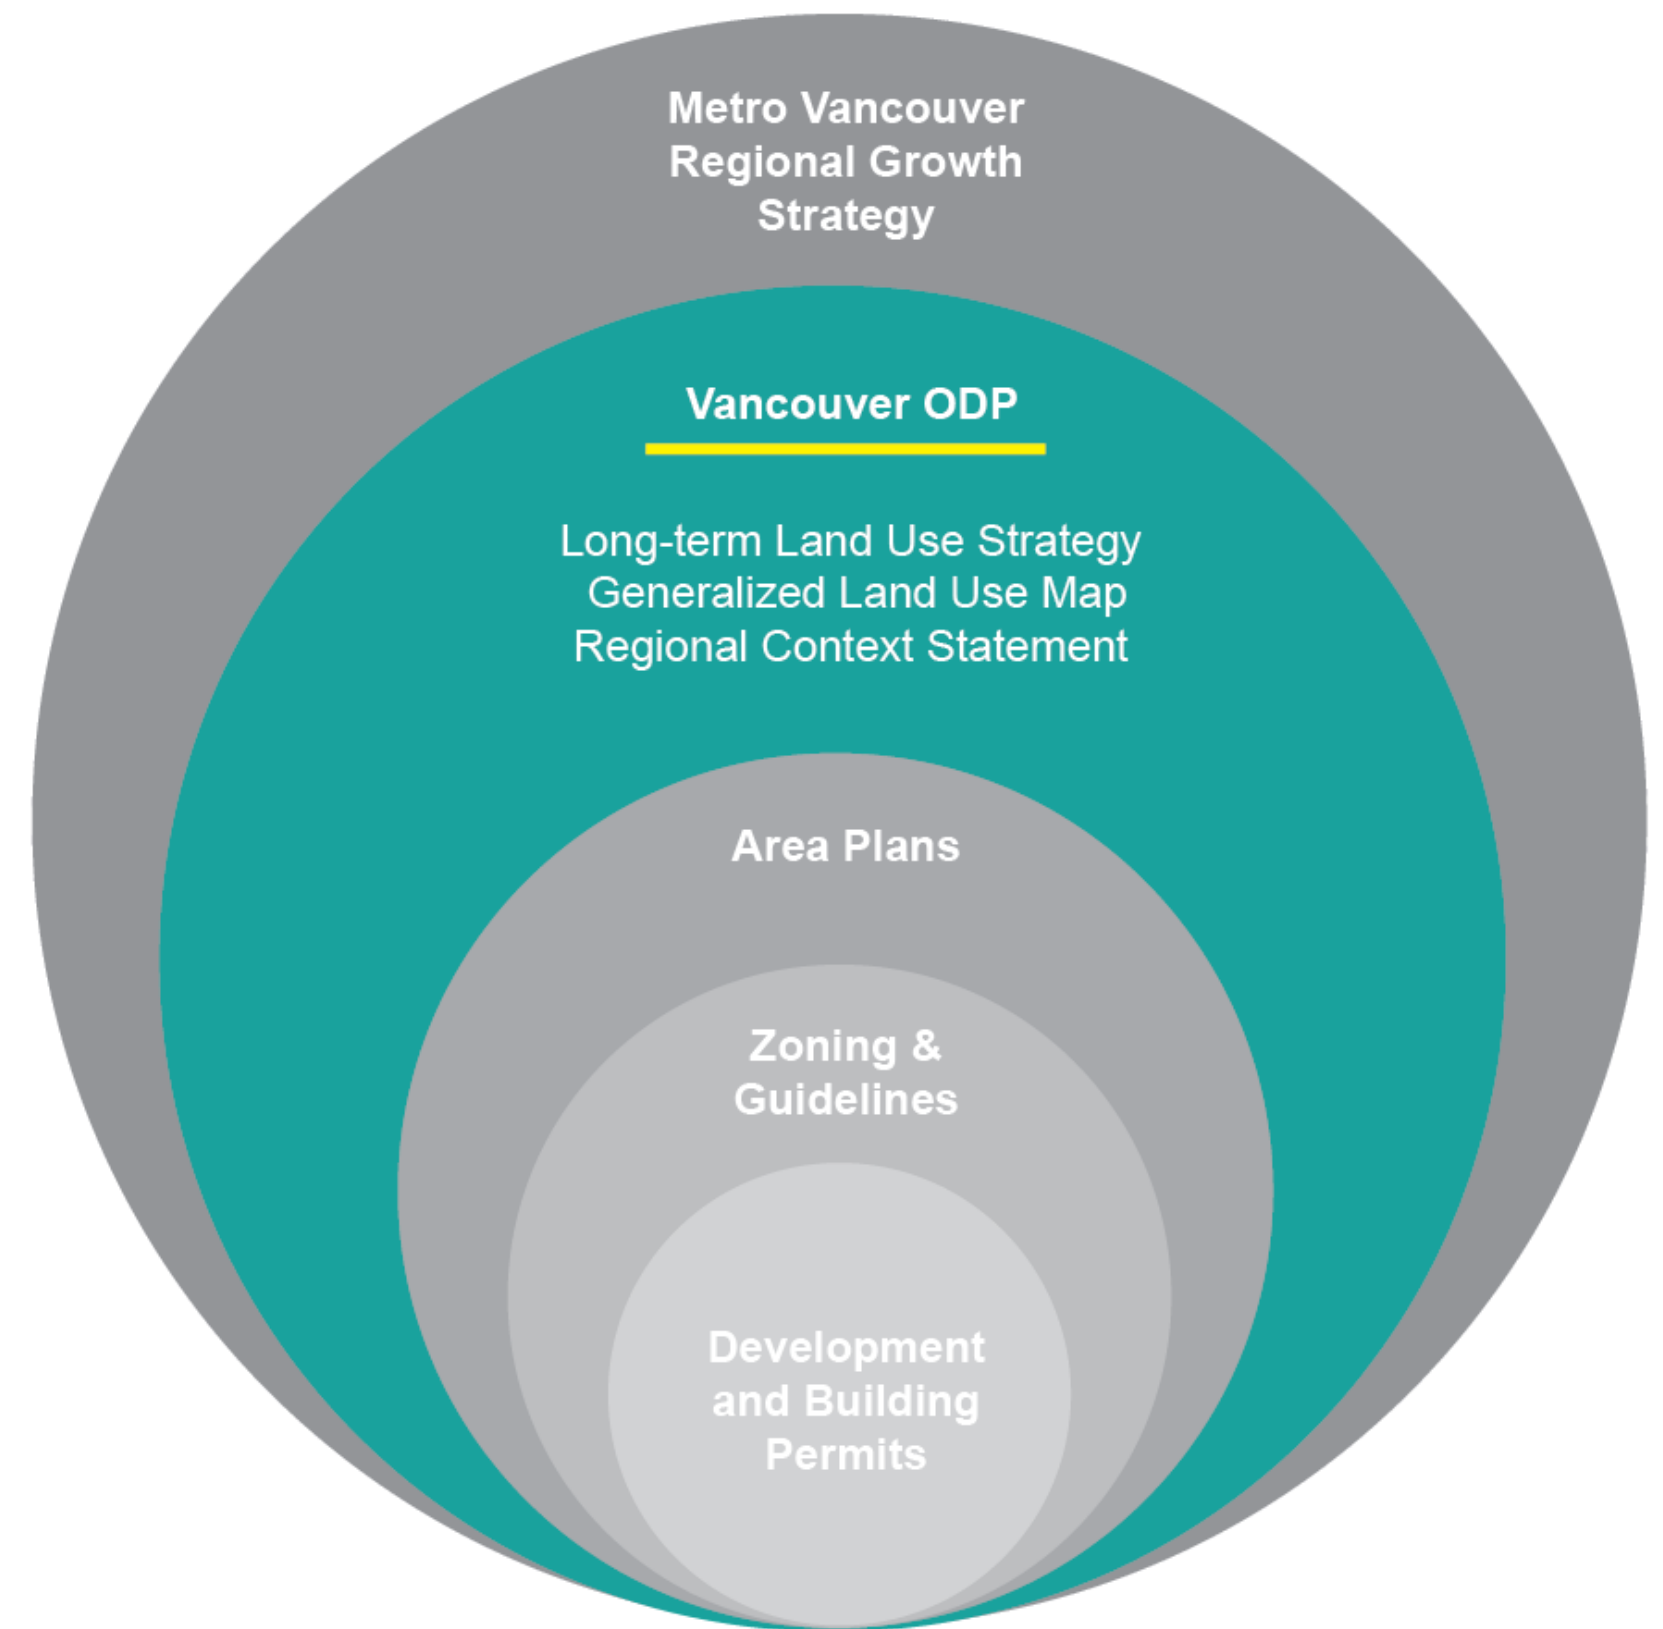 Metro Vancouver
Regional Growth
Strategy
Vancouver ODP
Long-term Land Use Strategy
Generalized Land Use Map
Regional Context Statement
Area Plans
Zoning &
Guidelines
Development
and Building
Permits